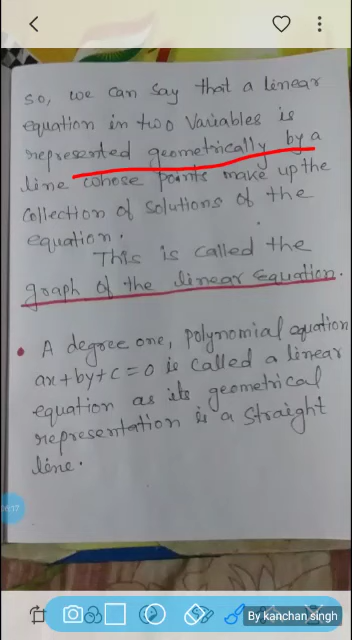 So, we can say that a linear
equation in two Variables is
represented geometrically by a
line whose points make up the
collection of solutions of the
equation.
This is called the
graph of the linear Equation.
• A degree one, polynomial equation
ax+by+c=0 is called a linear
equation as its geometrical
representation is a straight
line.
By kanchan singh